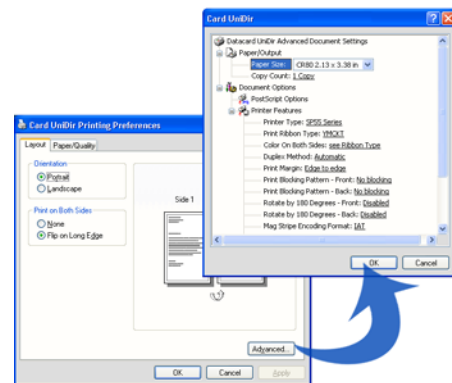 Card UniDir
Datacard UniDir Advanced Document Settings
Paper/Output
Paper Size: CR80 2.13 x 3.38 in
Copy Count: 1 Copy
Document Options
PostScript Options
Printer Features
Printer Type: SP55 Series
Print Ribbon Type: YMCKT
Color On Both Sides: see Ribbon Type
Duplex Method: Automatic
Print Margin: Edge to edge
Print Blocking Pattern - Front: No blocking
Print Blocking Pattern - Back: No blocking
Rotate by 180 Degrees - Front: Disabled
Rotate by 180 Degrees - Back: Disabled
Mag Stripe Encoding Format: IAT
OK Cancel
Card UniDir Printing Preferences
Layout Paper/Quality
Orientation
Portrait
Landscape
Print on Both Sides
None
Flip on Long Edge
Side 1
Advanced...
OK Cancel Apply